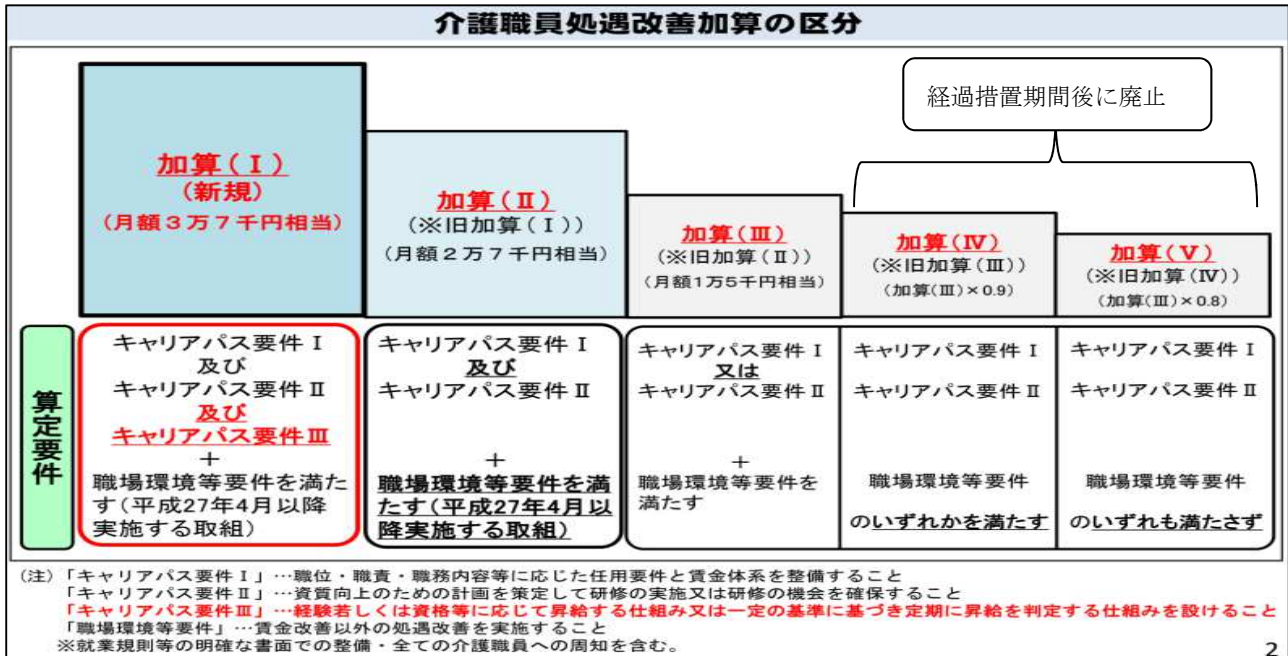 介護職員処遇改善加算の区分
経過措置期間後に廃止
加算(Ⅰ)
(新規)
(月額3万7千円相当)
加算(Ⅱ)
(※旧加算(Ⅰ))
(月額2万7千円相当)
加算(Ⅲ)
(※旧加算(Ⅱ))
(月額1万5千円相当)
加算(Ⅳ)
(※旧加算(Ⅲ))
(加算(Ⅲ)×0.9)
加算(Ⅴ)
(※旧加算(Ⅳ))
(加算(Ⅲ)×0.8)
算定要件
キャリアパス要件Ⅰ
及び
キャリアパス要件Ⅱ
及び
キャリアパス要件Ⅲ
+
職場環境等要件を満た
す(平成27年4月以降
実施する取組)
キャリアパス要件Ⅰ
及び
キャリアパス要件Ⅱ
+
職場環境等要件を満
たす(平成27年4月以
降実施する取組)
キャリアパス要件Ⅰ
又は
キャリアパス要件Ⅱ
+
職場環境等要件を
満たす
キャリアパス要件Ⅰ
キャリアパス要件Ⅱ
職場環境等要件
のいずれかを満たす
キャリアパス要件Ⅰ
キャリアパス要件Ⅱ
職場環境等要件
のいずれも満たさず
(注)「キャリアパス要件Ⅰ」…職位・職責・職務内容等に応じた任用要件と賃金体系を整備すること
「キャリアパス要件Ⅱ」…資質向上のための計画を策定して研修の実施又は研修の機会を確保すること
「キャリアパス要件Ⅲ」…経験若しくは資格等に応じて昇給する仕組み又は一定の基準に基づき定期に昇給を判定する仕組みを設けること
「職場環境等要件」…賃金改善以外の処遇改善を実施すること
※就業規則等の明確な書面での整備・全ての介護職員への周知を含む。
2